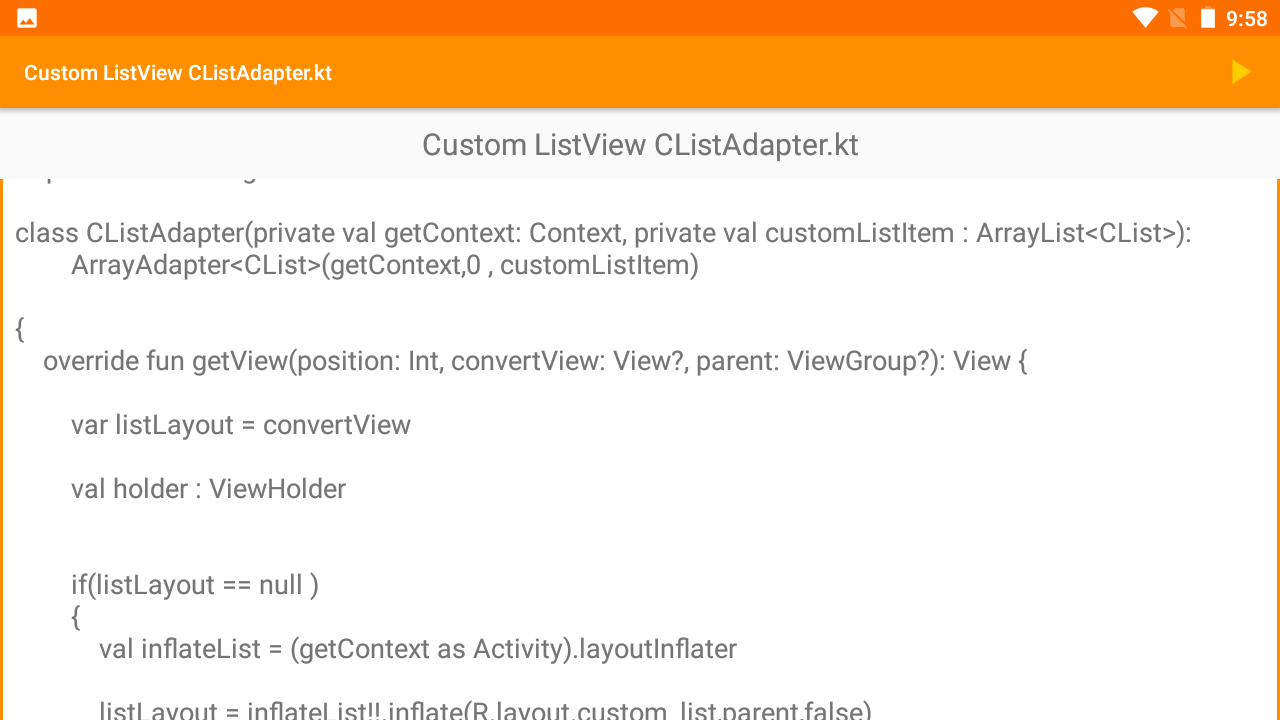 9:58
Custom ListView CListAdapter.kt
Custom ListView CListAdapter.kt
class CListAdapter(private val getContext: Context, private val customListItem : ArrayList<CList>):
ArrayAdapter<CList>(getContext,0 , customListItem)
{
override fun getView(position: Int, convertView: View?, parent: ViewGroup?): View {
var listLayout = convertView
val holder : ViewHolder
if(listLayout == null )
{
val inflateList = (getContext as Activity).layoutInflater
listLayout = inflateList!!.inflate(R.layout.custom_list,parent,false)